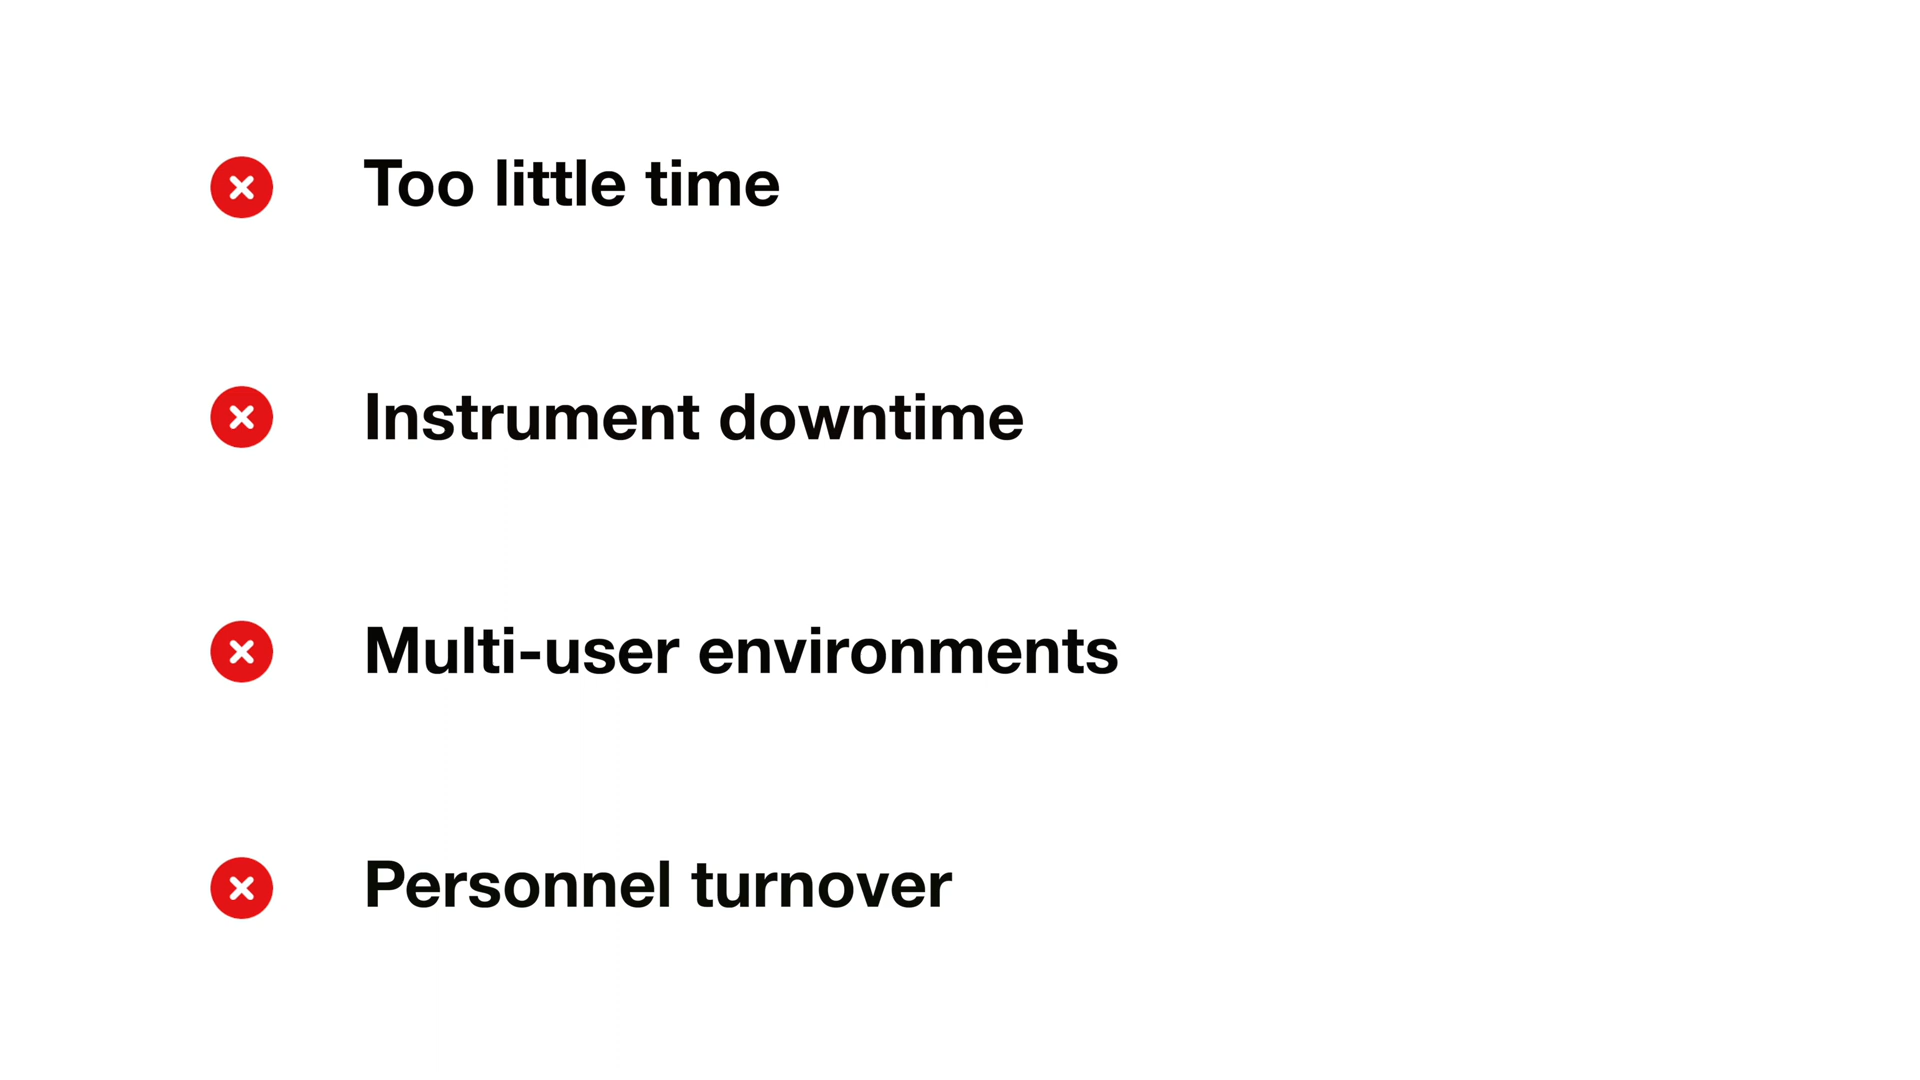 Too little time
Instrument downtime
Multi-user environments
Personnel turnover